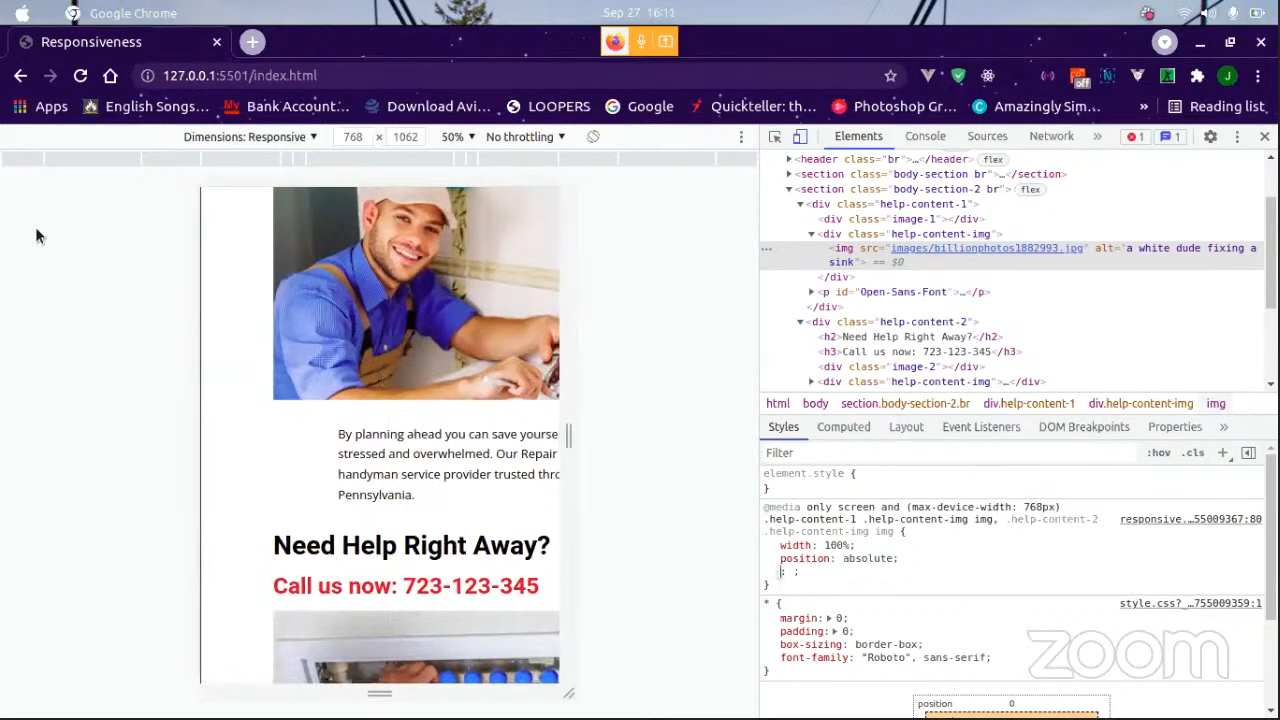 Google Chrome
Sep 27 16:11
Responsiveness
127.0.0.1:5501/index.html
off
J
Apps
English Songs...
Bank Account...
Download Avi...
LOOPERS
Google
Quickteller: th...
Photoshop Gr...
Amazingly Sim...
»
Reading list
Dimensions: Responsive
768 × 1062
50%
No throttling
Elements
Console
Sources
Network
»
1
1
<header class="br">…</header> flex
<section class="body-section br">…</section>
<section class="body-section-2 br"> flex
<div class="help-content-1">
<div class="image-1"></div>
<div class="help-content-img">
<img src="images/billionphotos1882993.jpg" alt="a white dude fixing a
sink"> == $0
</div>
<p id="Open-Sans-Font">…</p>
</div>
<div class="help-content-2">
<h2>Need Help Right Away?</h2>
<h3>Call us now: 723-123-345</h3>
<div class="image-2"></div>
<div class="help-content-img">…</div>
html body section.body-section-2.br div.help-content-1 div.help-content-img img
Styles
Computed
Layout
Event Listeners
DOM Breakpoints
Properties
»
Filter
:hov .cls +
element.style {
}
@media only screen and (max-device-width: 768px)
.help-content-1 .help-content-img img, .help-content-2 responsive.…55009367:80
.help-content-img img {
width: 100%;
position: absolute;
: ;
}
* { style.css?_…755009359:1
margin: 0;
padding: 0;
box-sizing: border-box;
font-family: "Roboto", sans-serif;
}
position 0
By planning ahead you can save yourse
stressed and overwhelmed. Our Repair
handyman service provider trusted thro
Pennsylvania.
Need Help Right Away?
Call us now: 723-123-345
zoom